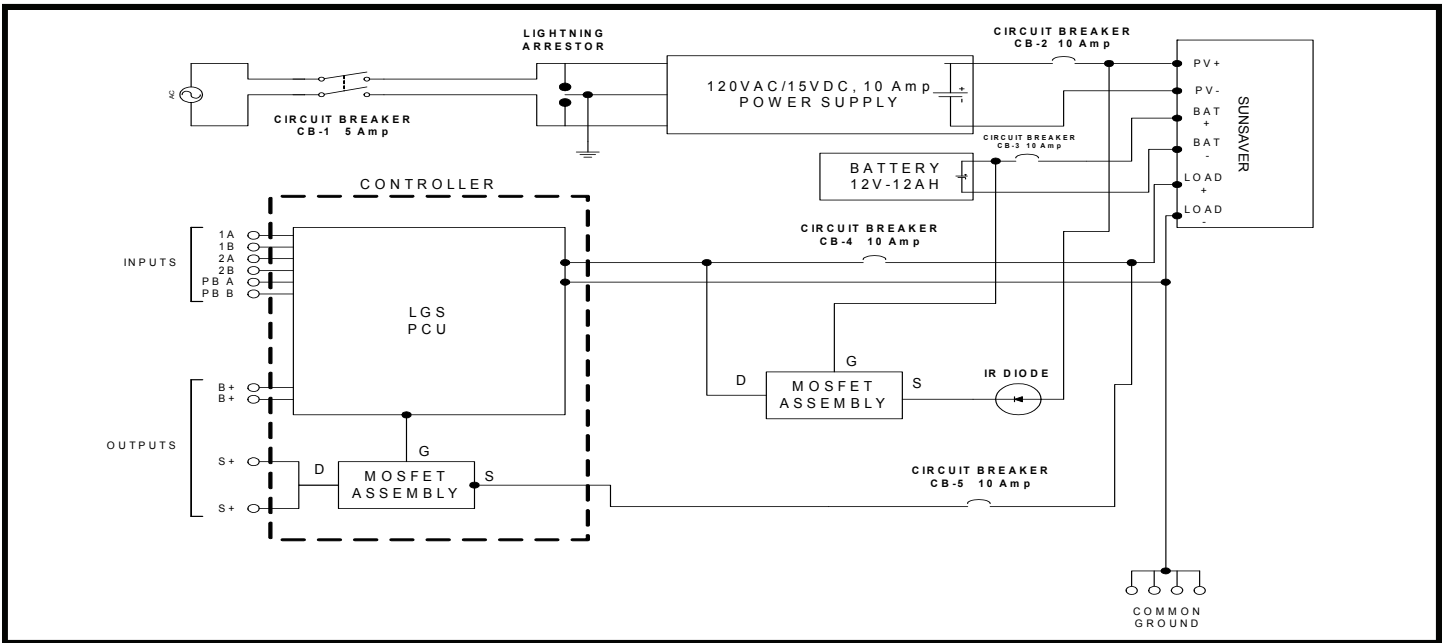 LIGHTNING
ARRESTOR
CIRCUIT BREAKER
CB-2 10 Amp
AC
CIRCUIT BREAKER
CB-1 5 Amp
120VAC/15VDC, 10 Amp
POWER SUPPLY
+
-
PV+
PV-
BAT
+
BAT
-
LOAD
+
LOAD
-
SUNSAVER
CIRCUIT BREAKER
CB-3 10 Amp
BATTERY
12V-12AH
CONTROLLER
CIRCUIT BREAKER
CB-4 10 Amp
INPUTS
1A
1B
2A
2B
PB A
PB B
LGS
PCU
G
D
MOSFET
ASSEMBLY
S
IR DIODE
OUTPUTS
B+
B+
S+
S+
G
D
MOSFET
ASSEMBLY
S
CIRCUIT BREAKER
CB-5 10 Amp
COMMON
GROUND